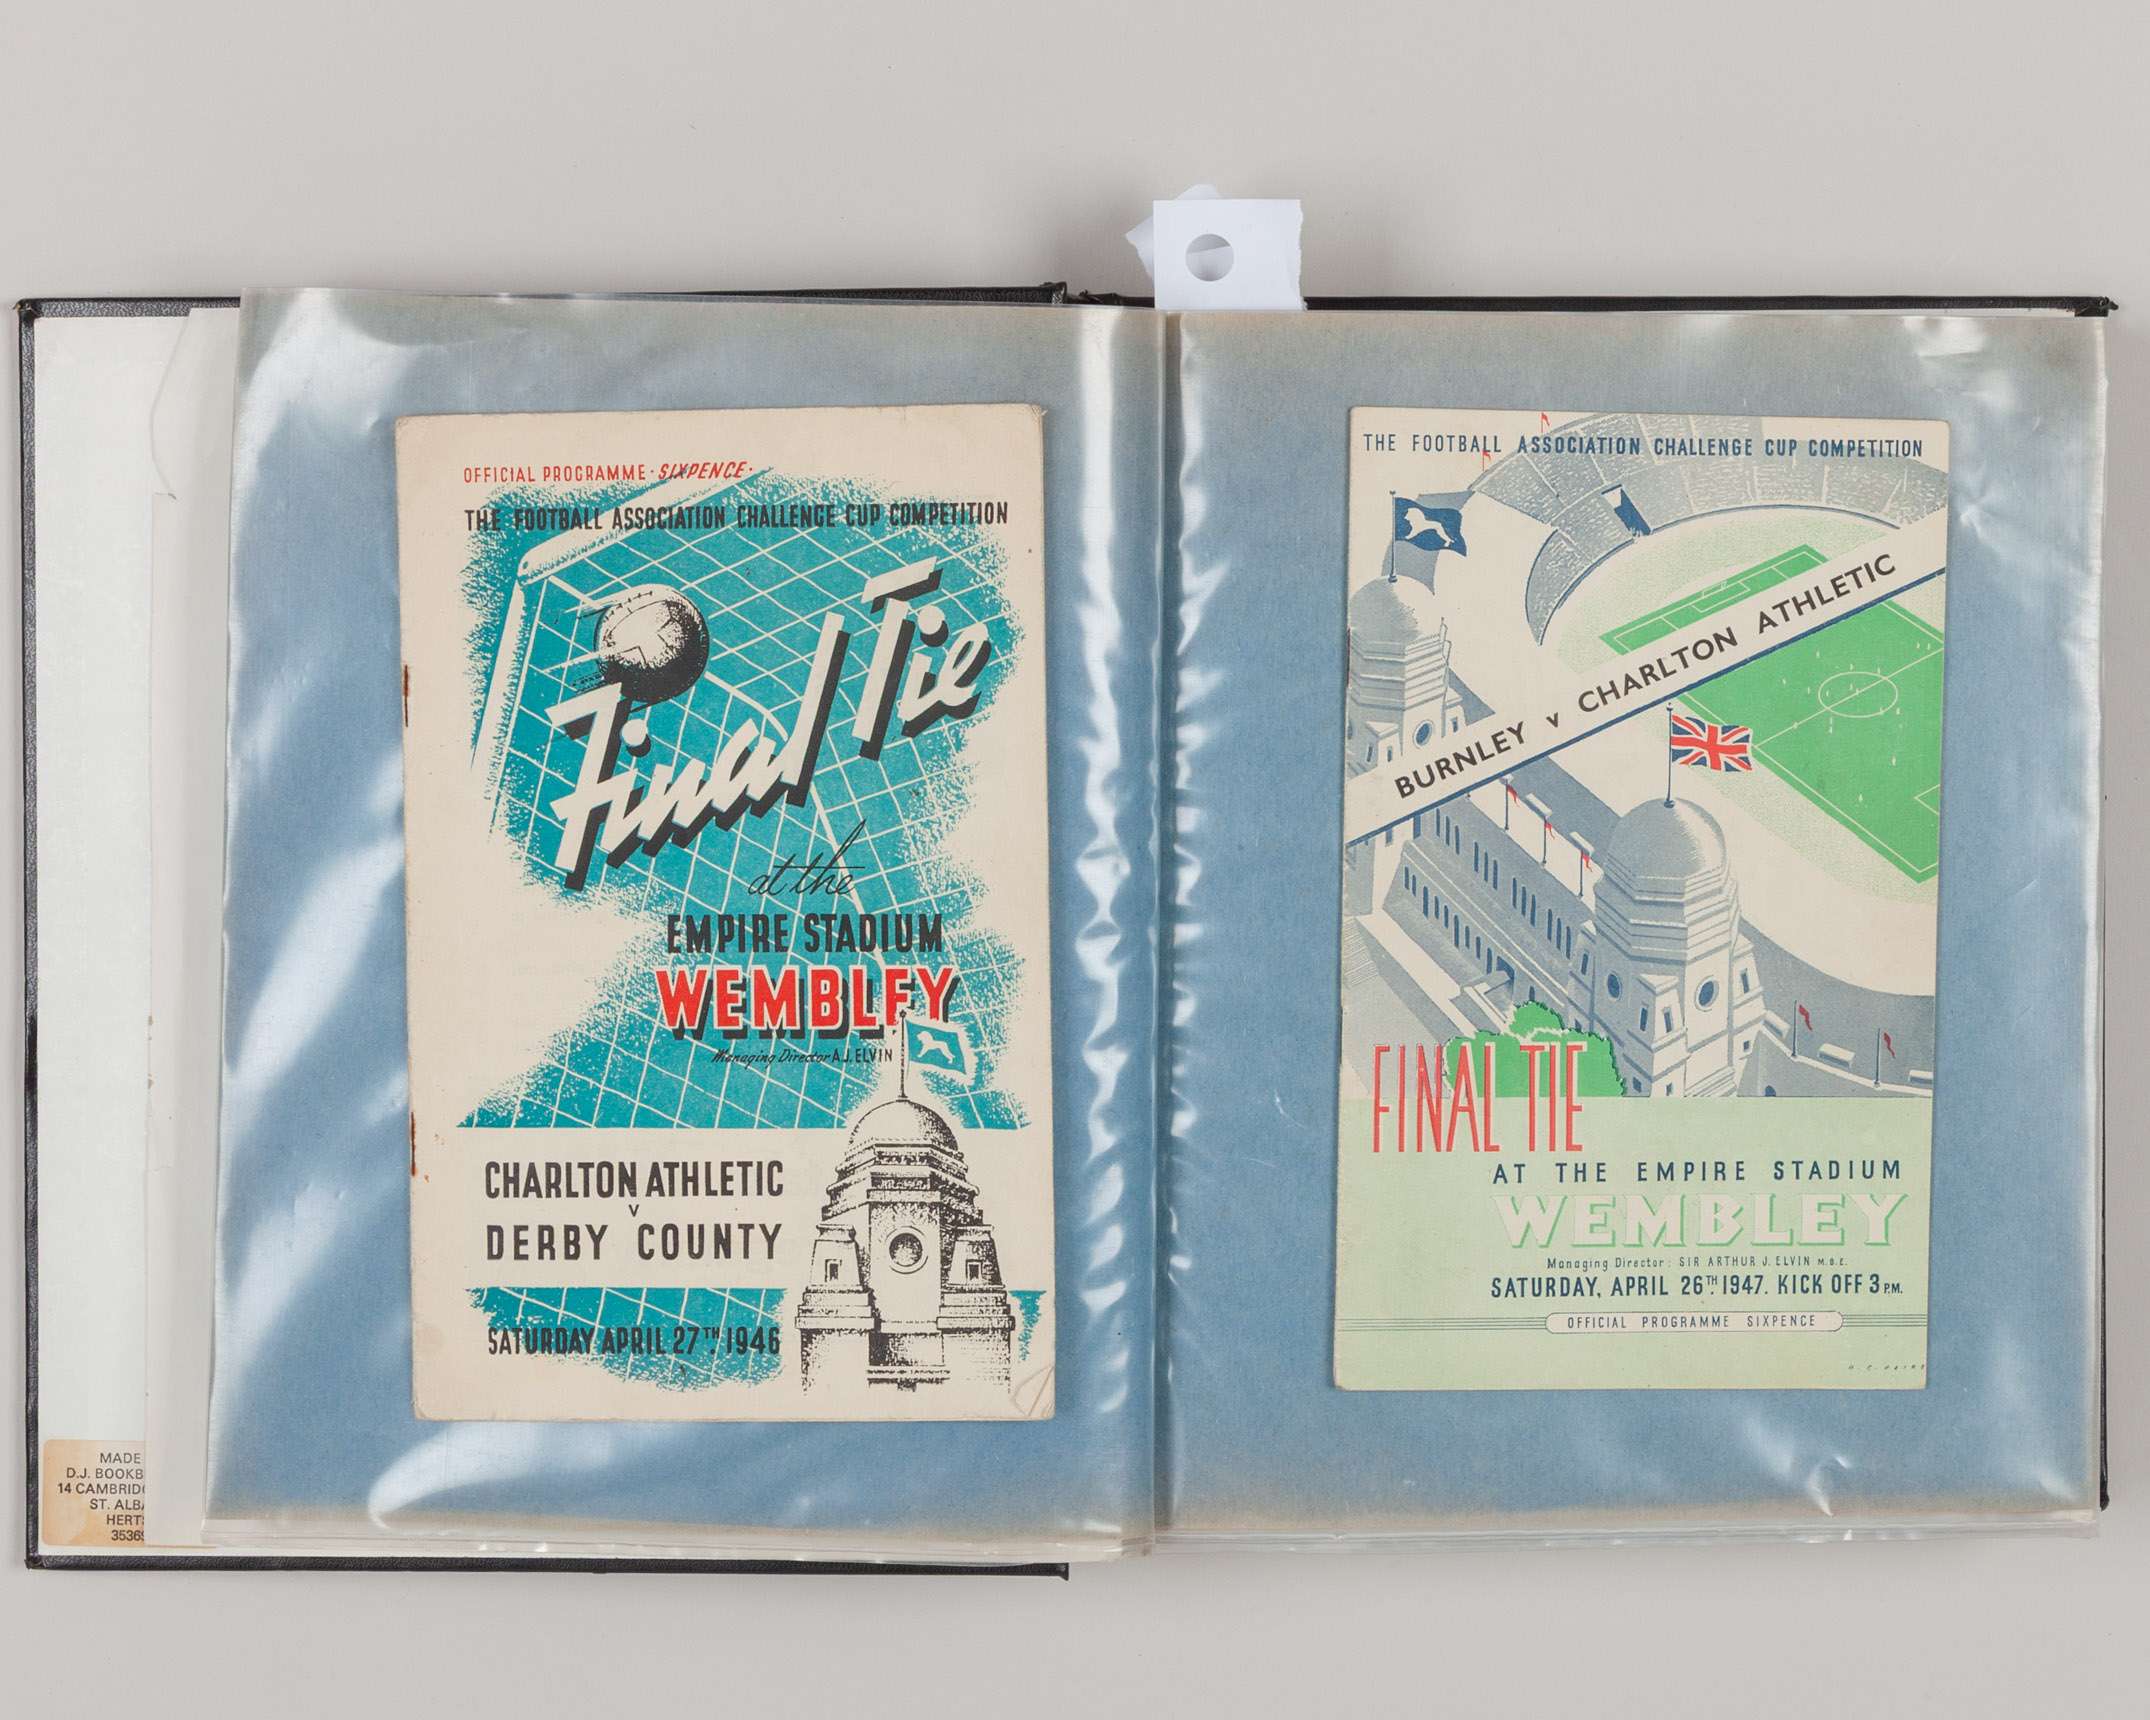 OFFICIAL PROGRAMME · SIXPENCE ·
THE FOOTBALL ASSOCIATION CHALLENGE CUP COMPETITION
Final Tie
at the
EMPIRE STADIUM
WEMBLEY
Managing Director A.J. ELVIN
CHARLTON ATHLETIC
v
DERBY COUNTY
SATURDAY APRIL 27TH. 1946
MADE
D.J. BOOKB
14 CAMBRIDG
ST. ALBA
HERTS
3536
THE FOOTBALL ASSOCIATION CHALLENGE CUP COMPETITION
BURNLEY v CHARLTON ATHLETIC
FINAL TIE
AT THE EMPIRE STADIUM
WEMBLEY
Managing Director: SIR ARTHUR J. ELVIN M.B.E.
SATURDAY, APRIL 26TH. 1947. KICK OFF 3 P.M.
OFFICIAL PROGRAMME SIXPENCE